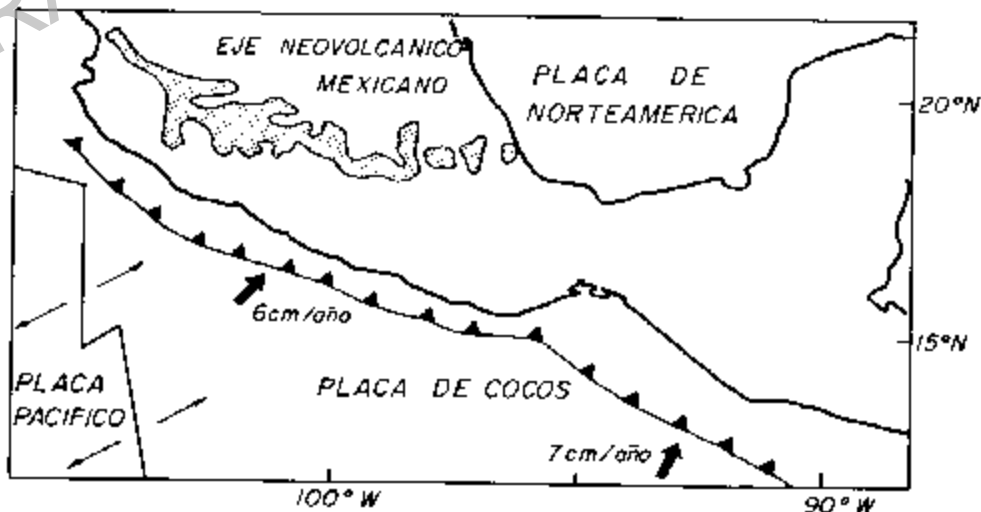 EJE NEOVOLCANICO
MEXICANO
PLACA DE
NORTEAMERICA
20°N
6cm/año
15°N
PLACA
PACIFICO
PLACA DE COCOS
7cm/año
100°W
90°W